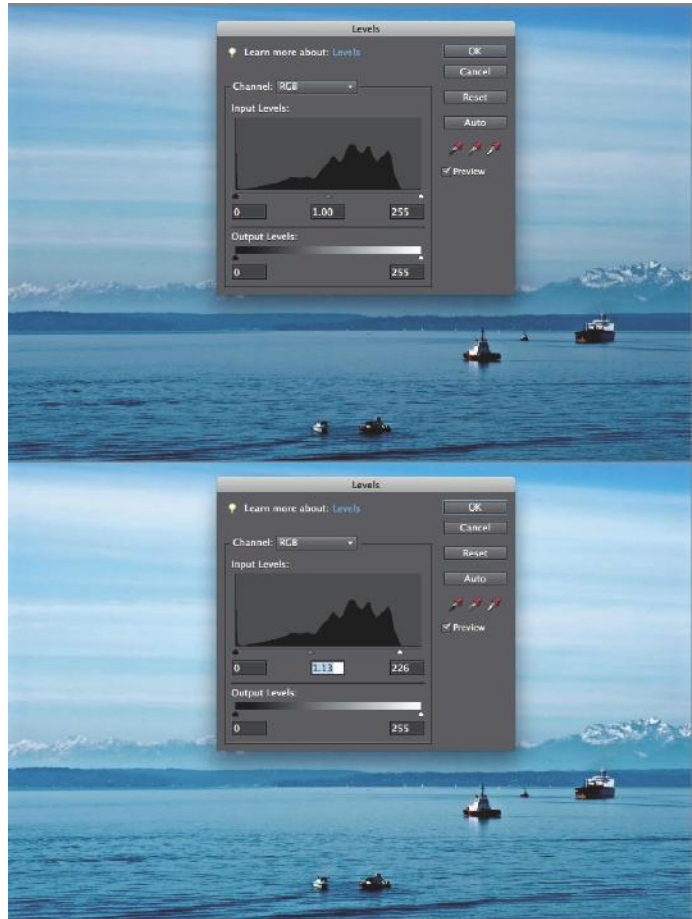 Levels
Learn more about: Levels
OK
Cancel
Reset
Auto
Channel: RGB
Input Levels:
0 1.00 255
Preview
Output Levels:
0 255
Levels
Learn more about: Levels
OK
Cancel
Reset
Auto
Channel: RGB
Input Levels:
0 1.13 226
Preview
Output Levels:
0 255